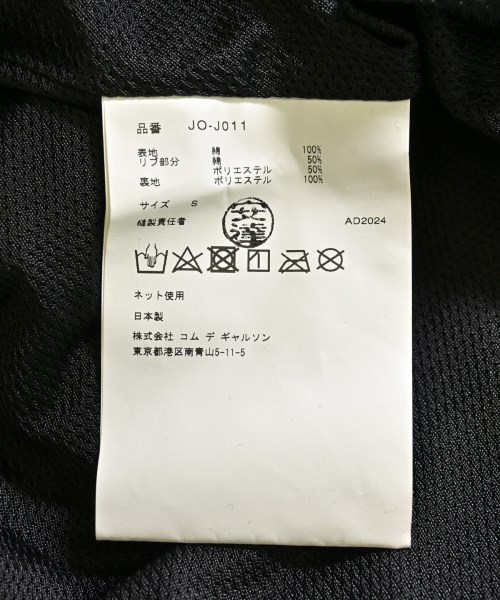 品番 JO-J011
表地 綿 100%
リブ部分 綿 50%
ポリエステル 50%
裏地 ポリエステル 100%
サイズ S
縫製責任者 AD2024
ネット使用
日本製
株式会社 コム デ ギャルソン
東京都港区南青山5-11-5